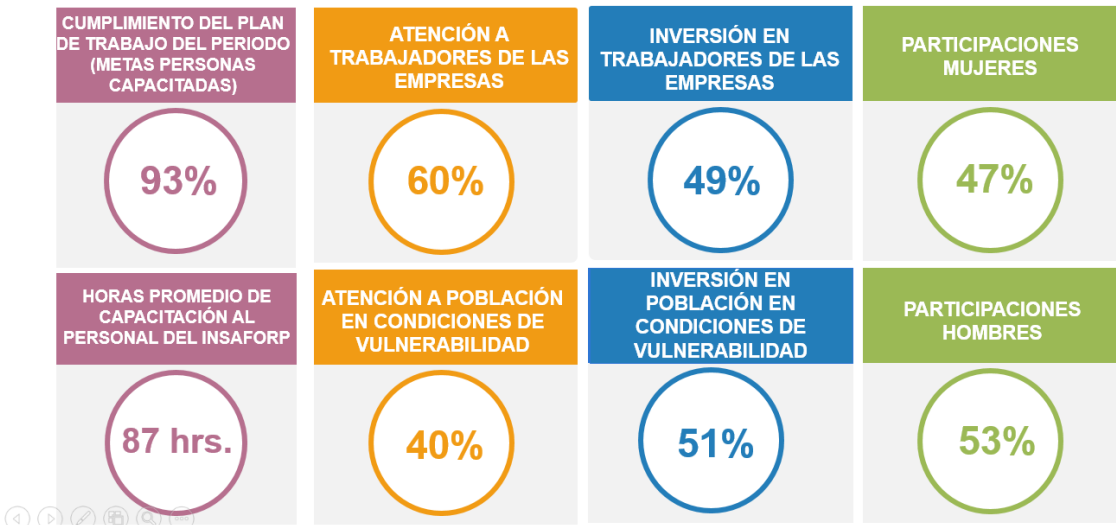 CUMPLIMIENTO DEL PLAN
DE TRABAJO DEL PERIODO
(METAS PERSONAS
CAPACITADAS)
93%
ATENCIÓN A
TRABAJADORES DE LAS
EMPRESAS
60%
INVERSIÓN EN
TRABAJADORES DE LAS
EMPRESAS
49%
PARTICIPACIONES
MUJERES
47%
HORAS PROMEDIO DE
CAPACITACIÓN AL
PERSONAL DEL INSAFORP
87 hrs.
ATENCIÓN A POBLACIÓN
EN CONDICIONES DE
VULNERABILIDAD
40%
INVERSIÓN EN
POBLACIÓN EN
CONDICIONES DE
VULNERABILIDAD
51%
PARTICIPACIONES
HOMBRES
53%